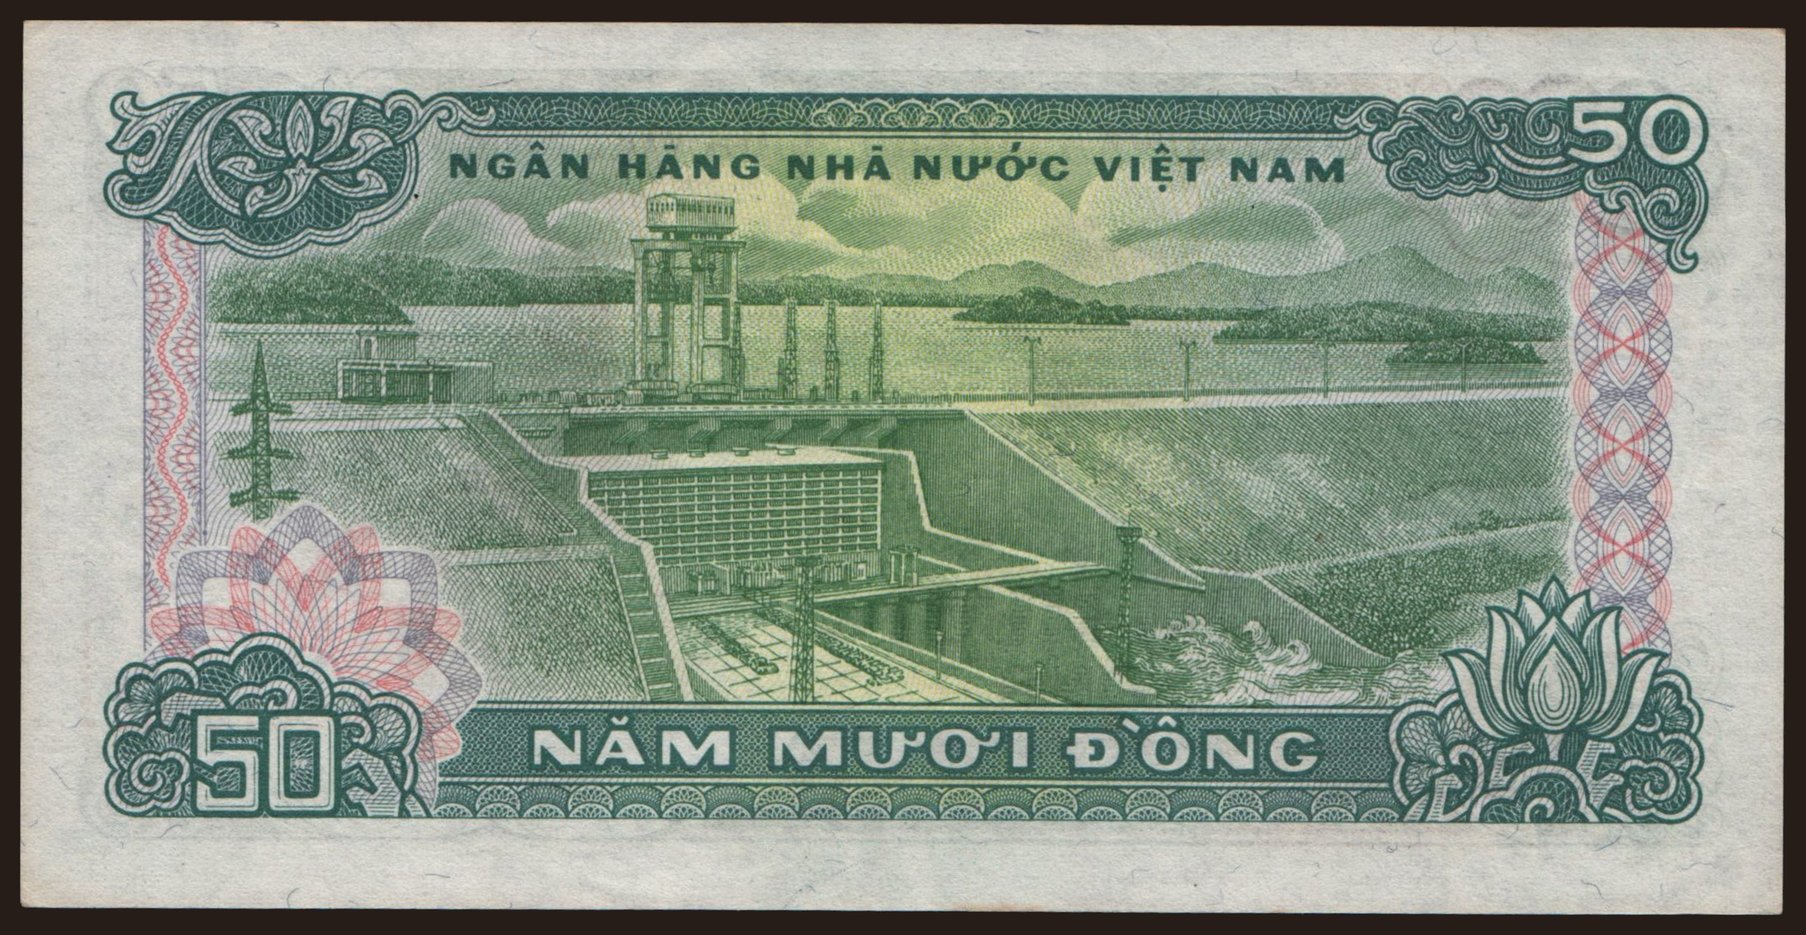 50
NGÂN HÀNG NHÀ NƯỚC VIỆT NAM
50
NĂM MƯƠI ĐỒNG